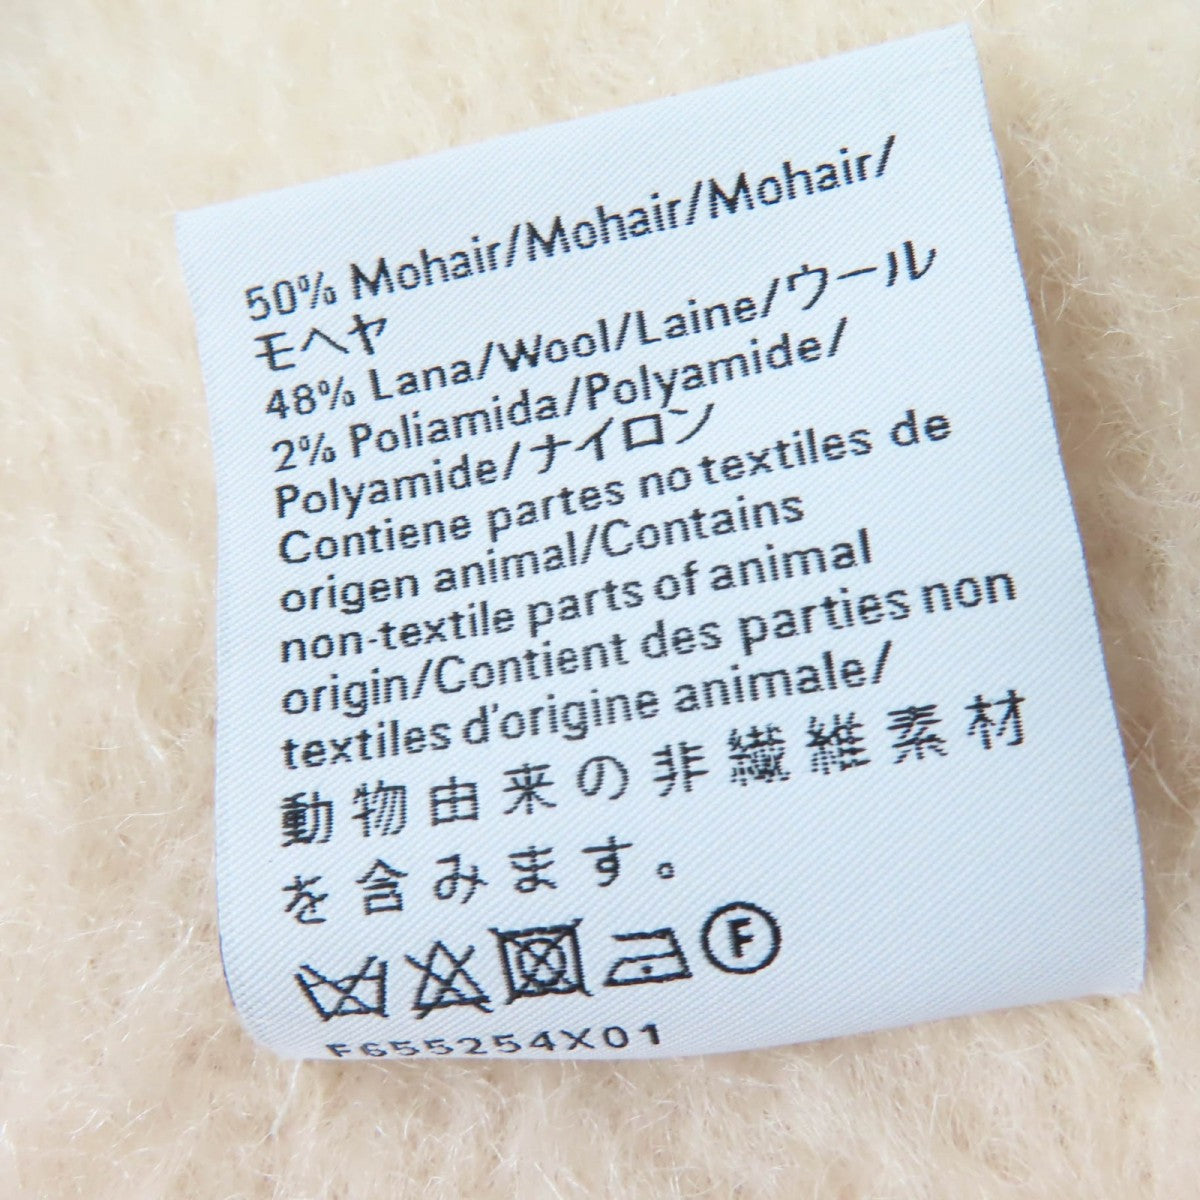 50% Mohair/Mohair/Mohair/
モヘヤ
48% Lana/Wool/Laine/ウール
2% Poliamida/Polyamide/
Polyamide/ナイロン
Contiene partes no textiles de
origen animal/Contains
non-textile parts of animal
origin/Contient des parties non
textiles d'origine animale/
動物由来の非繊維素材
を含みます。
F
F655254X01